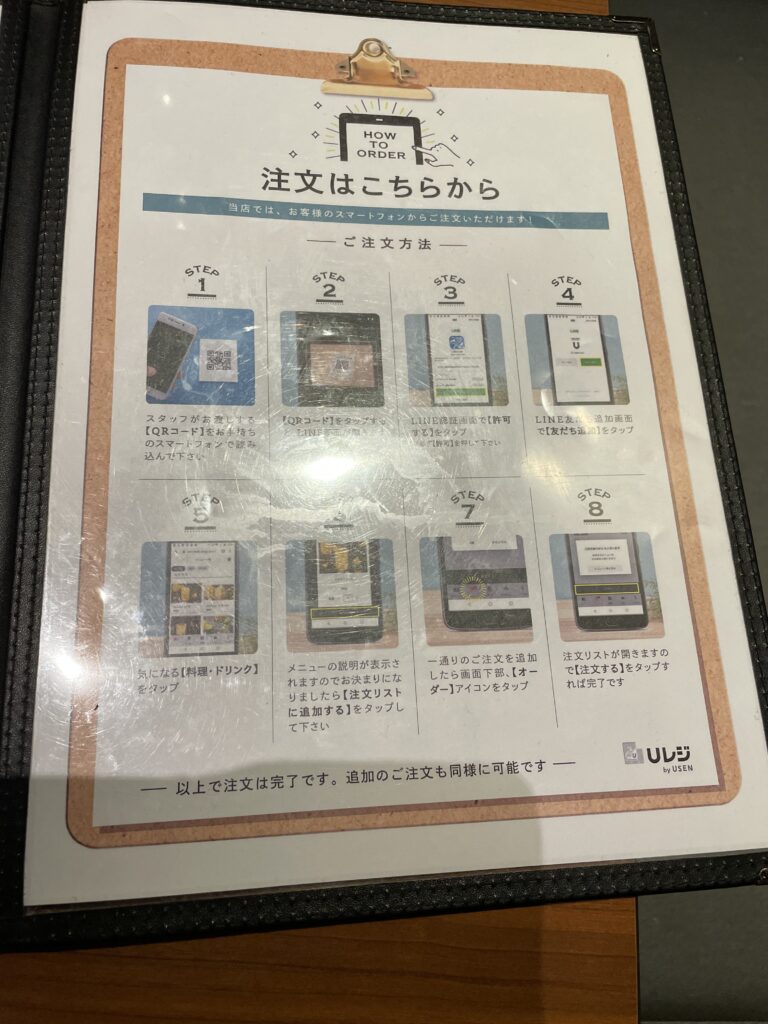 HOW
TO
ORDER
注文はこちらから
当店では、お客様のスマートフォンからご注文いただけます！
ご注文方法
STEP
1
スタッフがお渡しする
【QRコード】をお手持ち
のスマートフォンで読み
込んで下さい
STEP
2
【QRコード】をタップ
LINE
STEP
3
LINE認証画面で【許可
する】をタップ
【許可】を押して下さい
STEP
4
LINE友だち追加画面
で【友だち追加】をタップ
STEP
5
気になる【料理・ドリンク】
をタップ
メニューの説明が表示さ
れますのでお決まりにな
りましたら【注文リスト
に追加する】をタップし
て下さい
STEP
7
一通りのご注文を追加
したら画面下部、【オー
ダー】アイコンをタップ
STEP
8
注文リストが開きますの
で【注文する】をタップす
れば完了です
以上で注文は完了です。追加のご注文も同様に可能です
Uレジ
by USEN